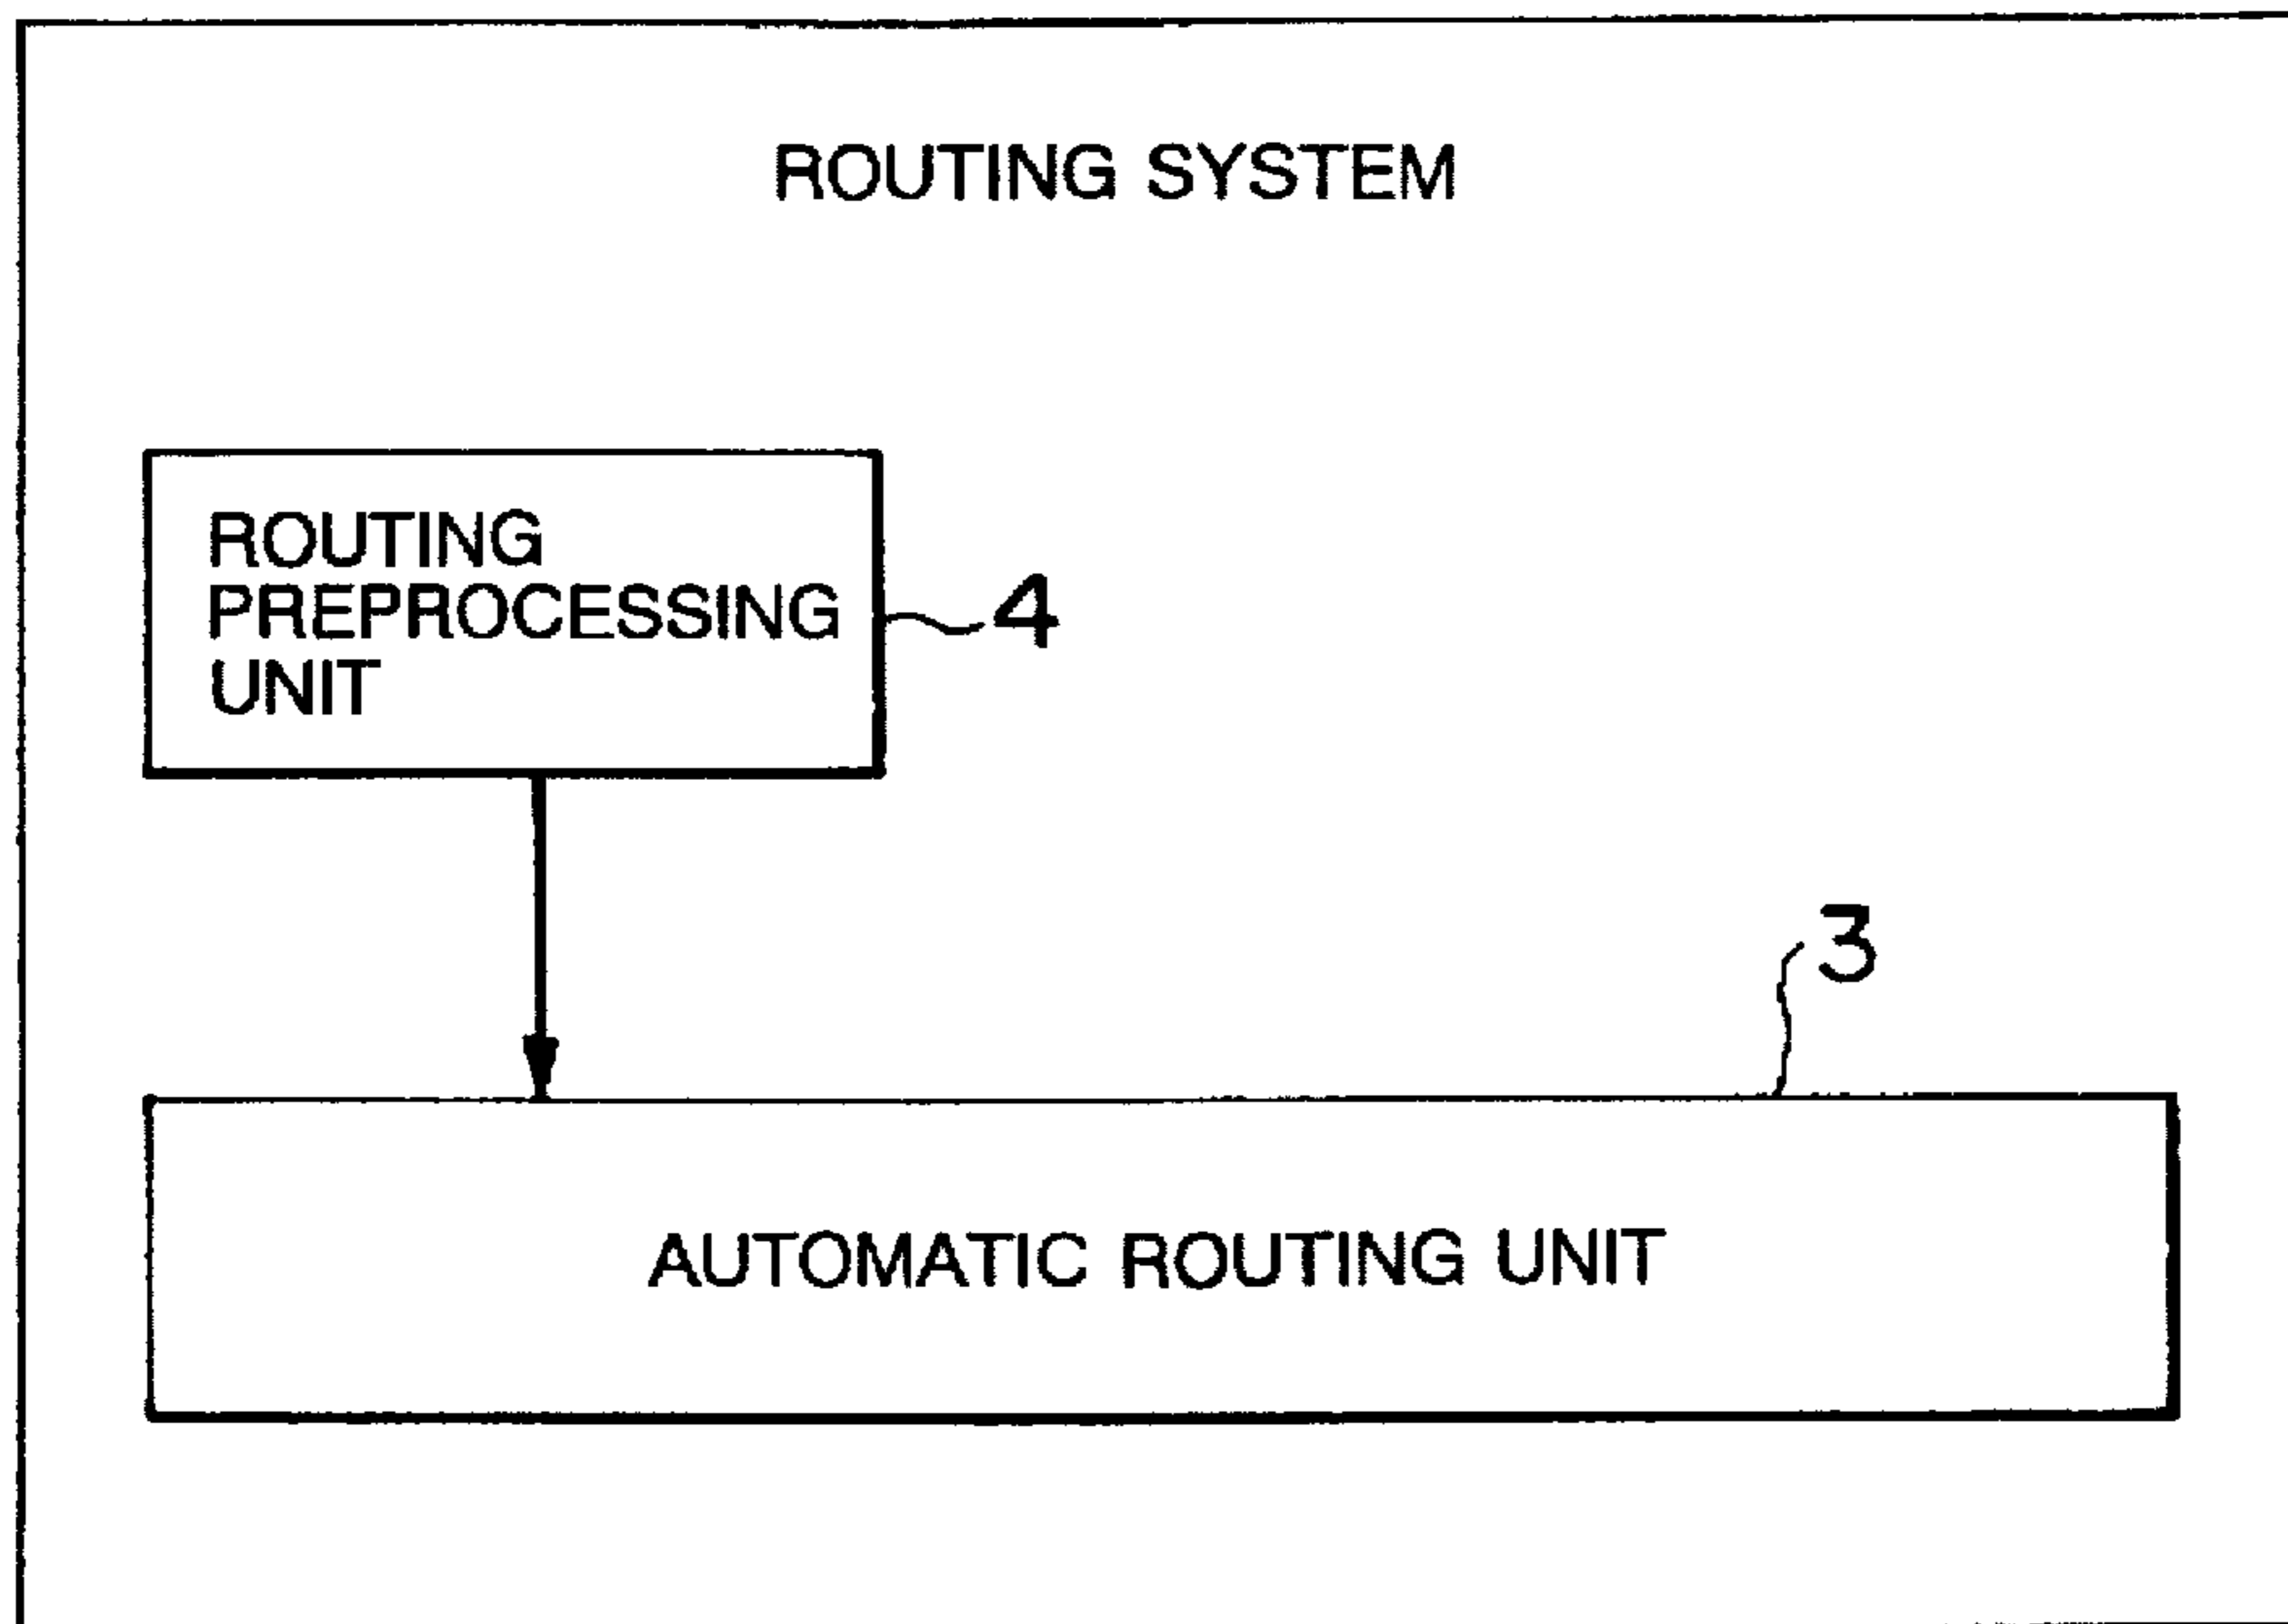 ROUTING SYSTEM
ROUTING
PREPROCESSING
UNIT
4
3
AUTOMATIC ROUTING UNIT